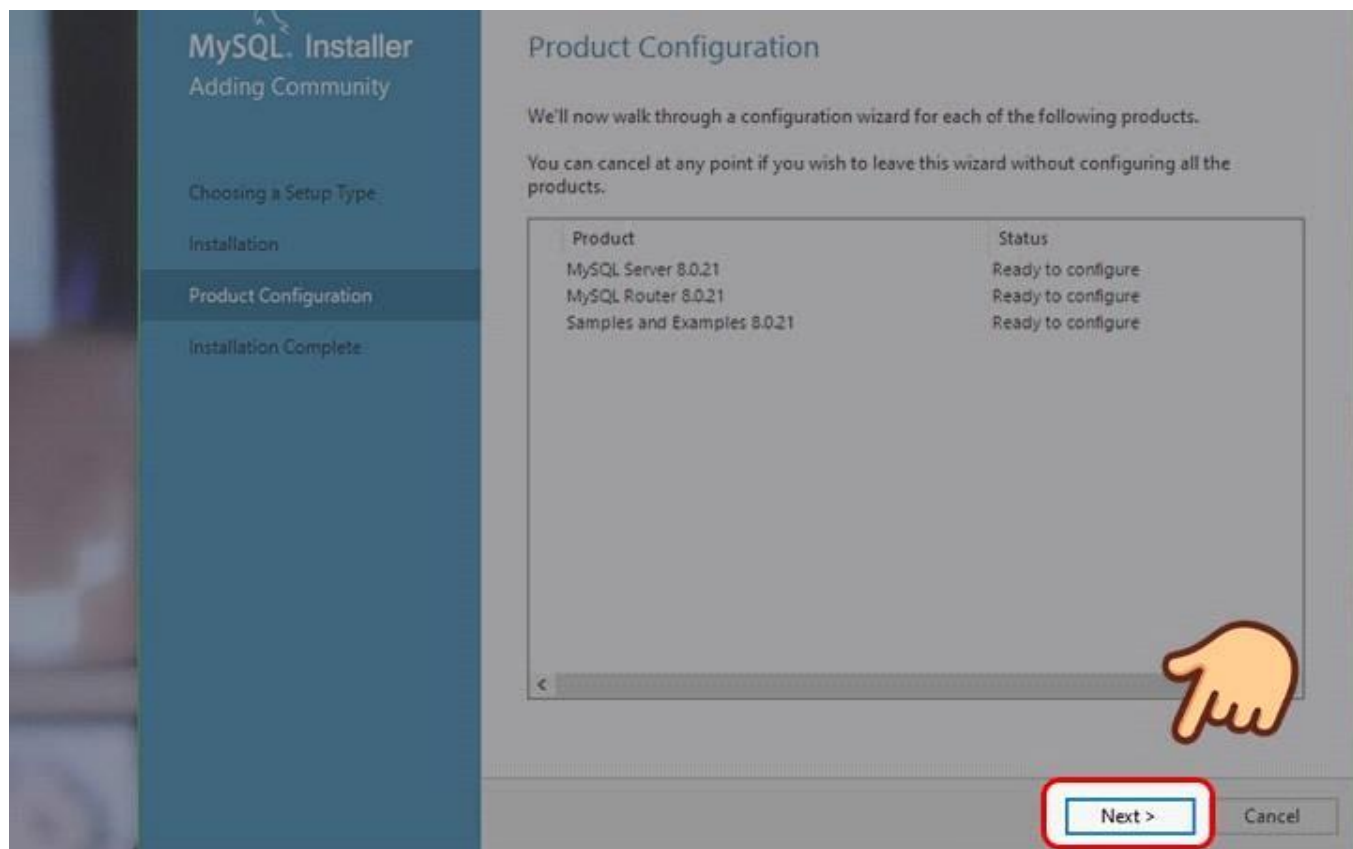 MySQL. Installer
Adding Community
Choosing a Setup Type
Installation
Product Configuration
Installation Complete
Product Configuration
We'll now walk through a configuration wizard for each of the following products.
You can cancel at any point if you wish to leave this wizard without configuring all the
products.
Product Status
MySQL Server 8.0.21 Ready to configure
MySQL Router 8.0.21 Ready to configure
Samples and Examples 8.0.21 Ready to configure
<
Next > Cancel